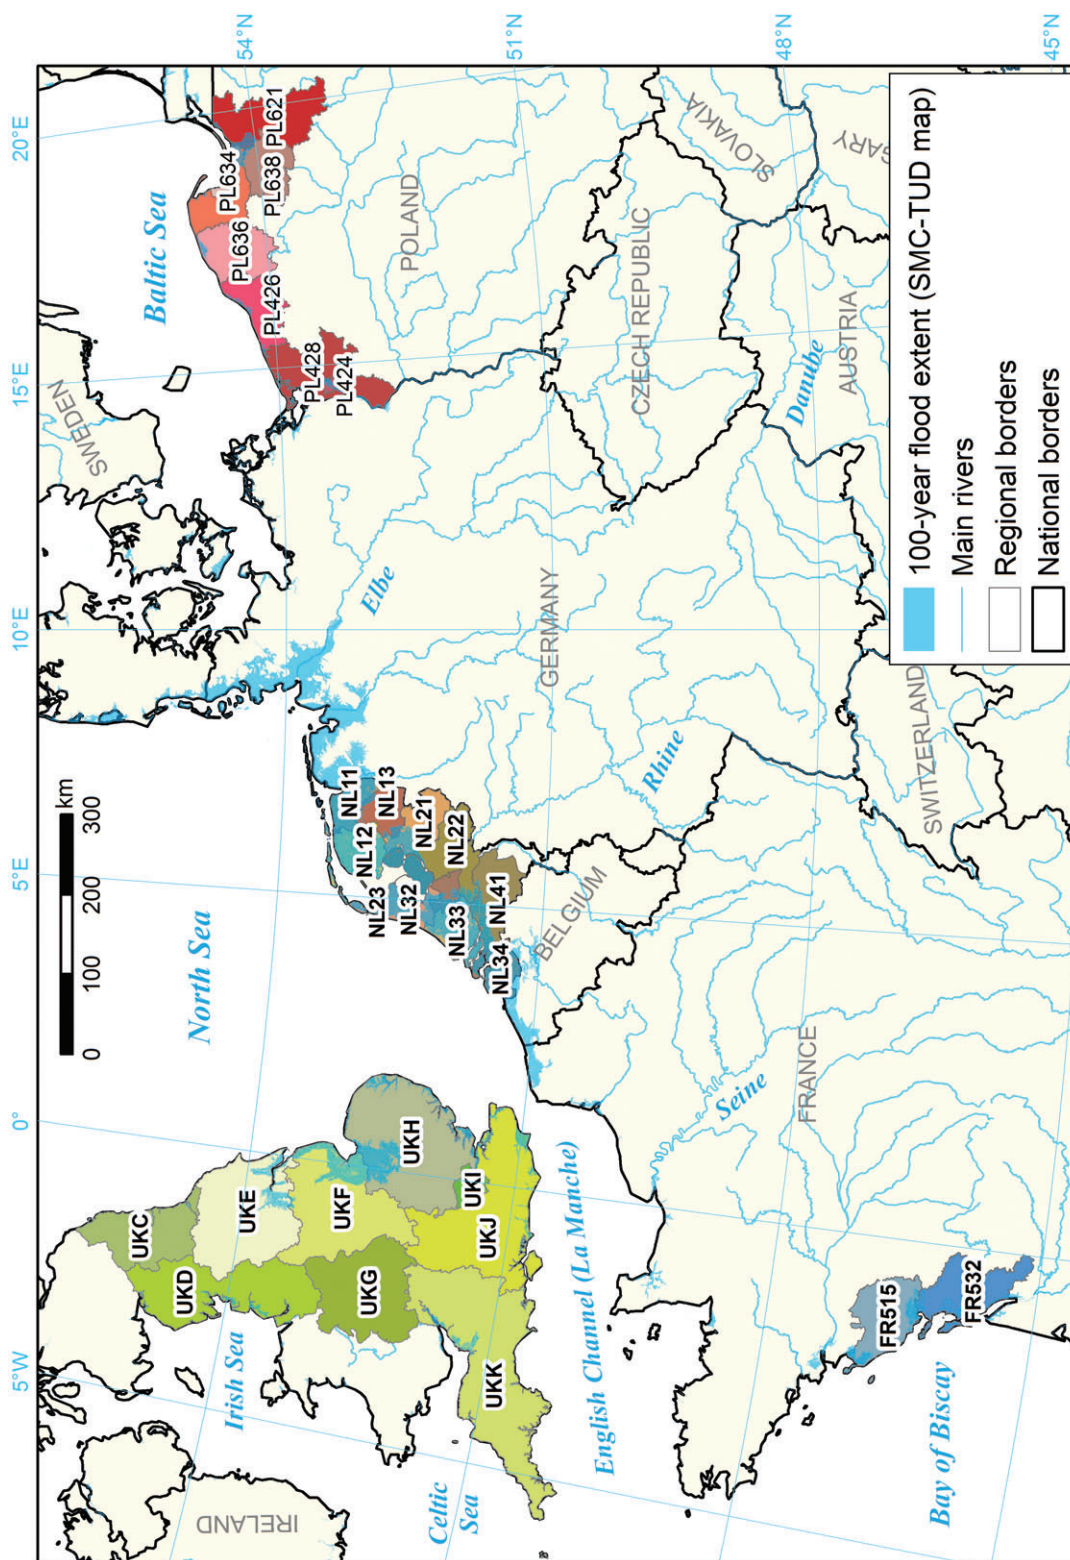 5°W
0°
5°E
10°E
15°E
20°E
54°N
51°N
48°N
45°N
0
100
200
300
km
North Sea
Baltic Sea
Irish Sea
Celtic
Sea
English Channel (La Manche)
Bay of Biscay
Elbe
Rhine
Seine
Danube
IRELAND
SWEDEN
POLAND
GERMANY
BELGIUM
FRANCE
SWITZERLAND
CZECH REPUBLIC
AUSTRIA
SLOVAKIA
GARY
UKC
UKD
UKE
UKF
UKG
UKH
UKI
UKJ
UKK
NL11
NL12
NL13
NL21
NL22
NL23
NL32
NL33
NL34
NL41
PL634
PL621
PL638
PL636
PL426
PL428
PL424
FR515
FR532
100-year flood extent (SMC-TUD map)
Main rivers
Regional borders
National borders